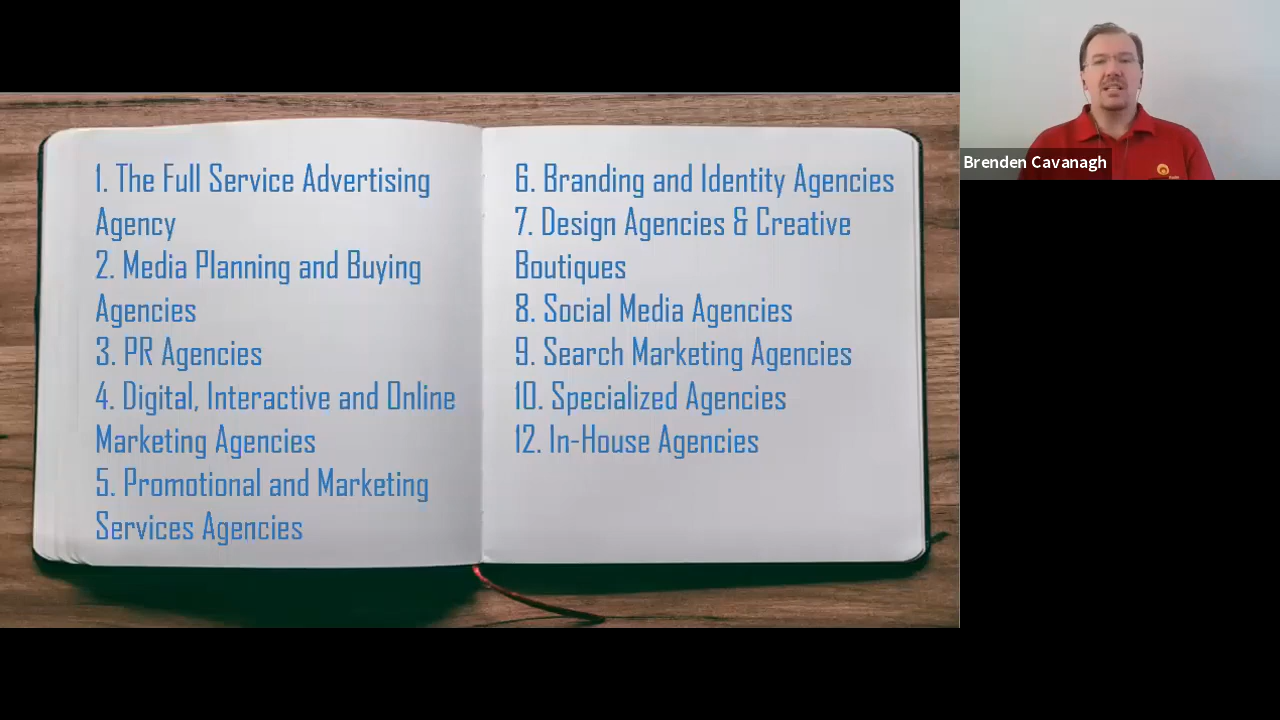 1. The Full Service Advertising
Agency
2. Media Planning and Buying
Agencies
3. PR Agencies
4. Digital, Interactive and Online
Marketing Agencies
5. Promotional and Marketing
Services Agencies
6. Branding and Identity Agencies
7. Design Agencies & Creative
Boutiques
8. Social Media Agencies
9. Search Marketing Agencies
10. Specialized Agencies
12. In-House Agencies
Brenden Cavanagh